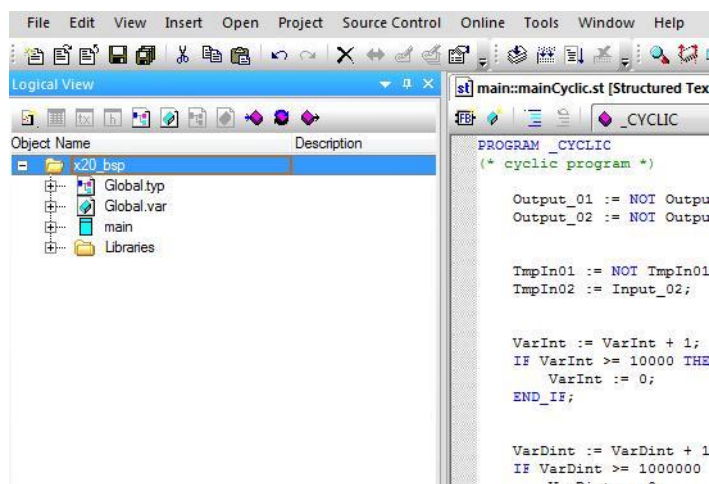 File Edit View Insert Open Project Source Control Online Tools Window Help
Logical View
Object Name Description
x20_bsp
Global.typ
Global.var
main
Libraries
main::mainCyclic.st [Structured Tex
_CYCLIC
PROGRAM _CYCLIC
(* cyclic program *)
Output_01 := NOT Outpu
Output_02 := NOT Outpu
TmpIn01 := NOT TmpIn01
TmpIn02 := Input_02;
VarInt := VarInt + 1;
IF VarInt >= 10000 THE
VarInt := 0;
END_IF;
VarDint := VarDint + 1
IF VarDint >= 1000000